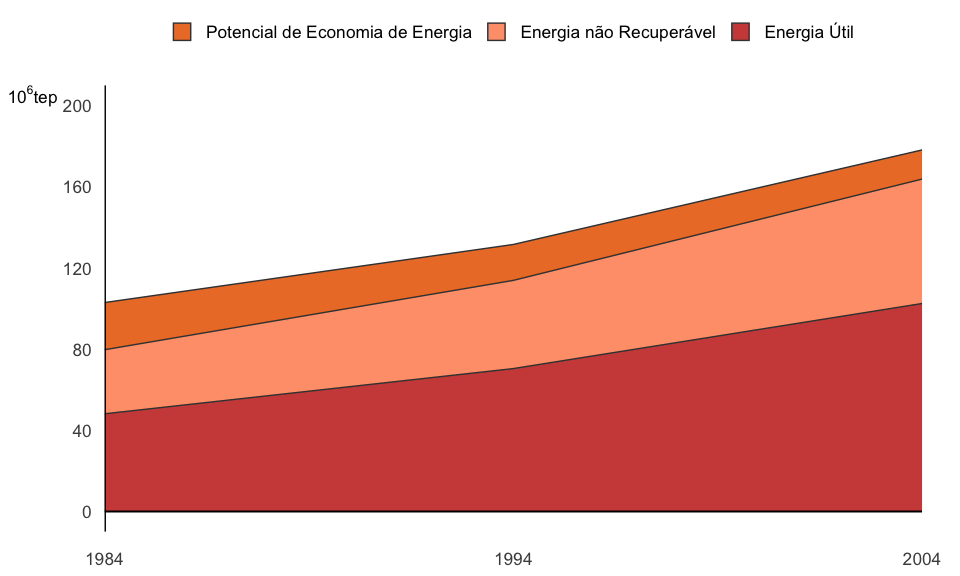 Potencial de Economia de Energia Energia não Recuperável Energia Útil
10⁶tep
200
160
120
80
40
0
1984 1994 2004